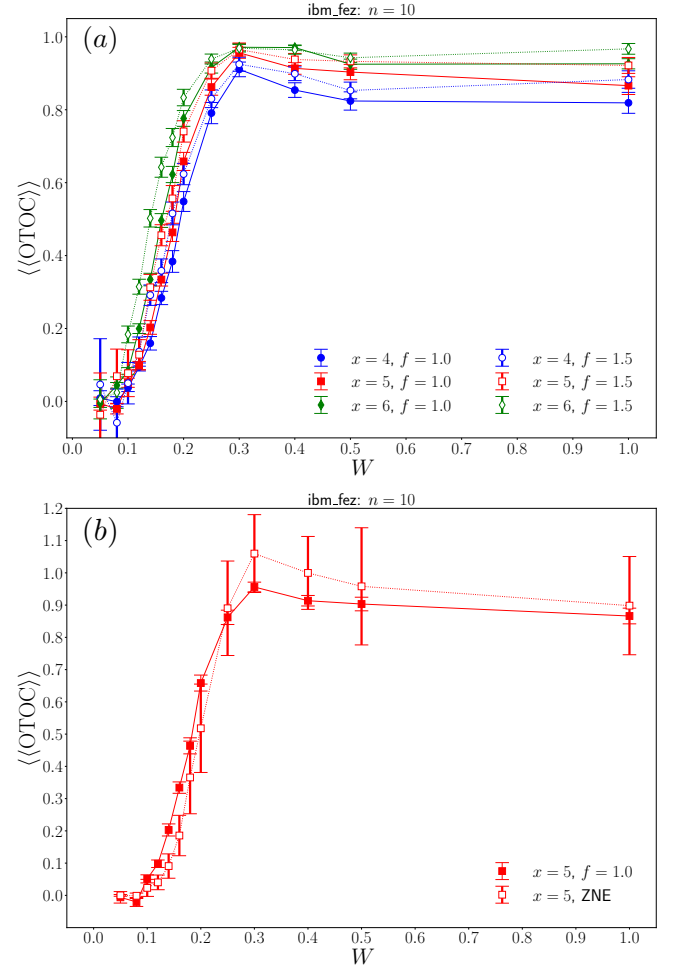 ibm_fez: n = 10
(a)
1.0
0.8
0.6
0.4
0.2
0.0
⟨⟨OTOC⟩⟩
x = 4, f = 1.0
x = 5, f = 1.0
x = 6, f = 1.0
x = 4, f = 1.5
x = 5, f = 1.5
x = 6, f = 1.5
0.0 0.1 0.2 0.3 0.4 0.5 0.6 0.7 0.8 0.9 1.0
W
ibm_fez: n = 10
(b)
1.2
1.1
1.0
0.9
0.8
0.7
0.6
0.5
0.4
0.3
0.2
0.1
0.0
⟨⟨OTOC⟩⟩
x = 5, f = 1.0
x = 5, ZNE
0.0 0.1 0.2 0.3 0.4 0.5 0.6 0.7 0.8 0.9 1.0
W